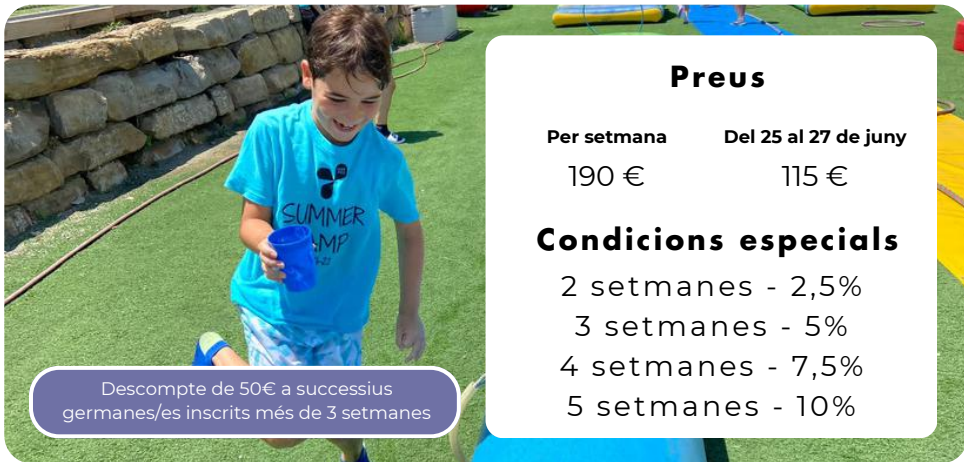 SUMMER
AMP
Descompte de 50€ a successius
germanes/es inscrits més de 3 setmanes
Preus
Per setmana
Del 25 al 27 de juny
190 €
115 €
Condicions especials
2 setmanes - 2,5%
3 setmanes - 5%
4 setmanes - 7,5%
5 setmanes - 10%